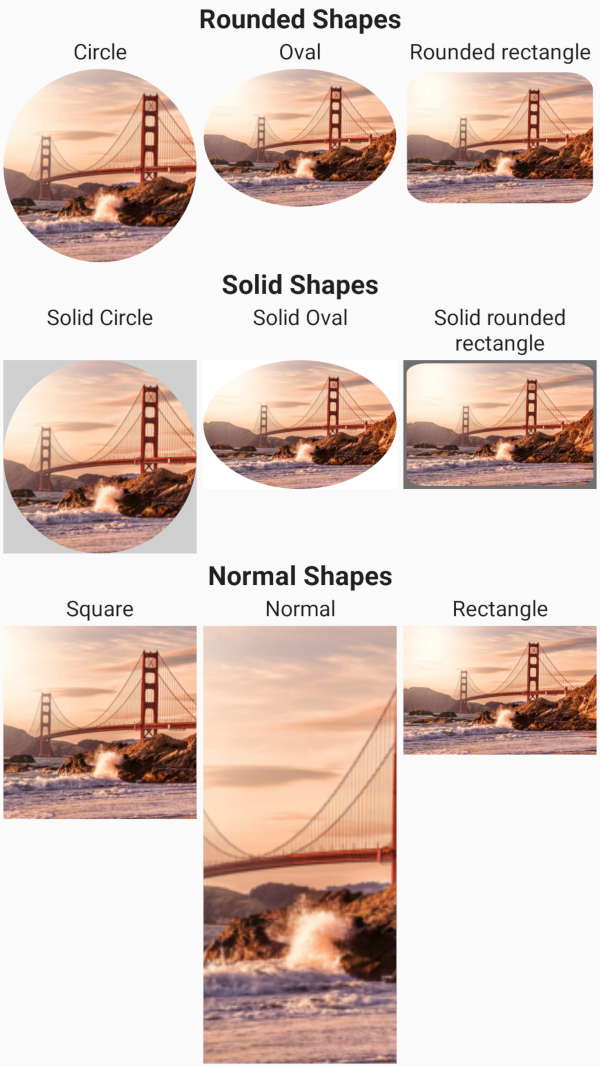 Rounded Shapes
Circle
Oval
Rounded rectangle
Solid Shapes
Solid Circle
Solid Oval
Solid rounded
rectangle
Normal Shapes
Square
Normal
Rectangle